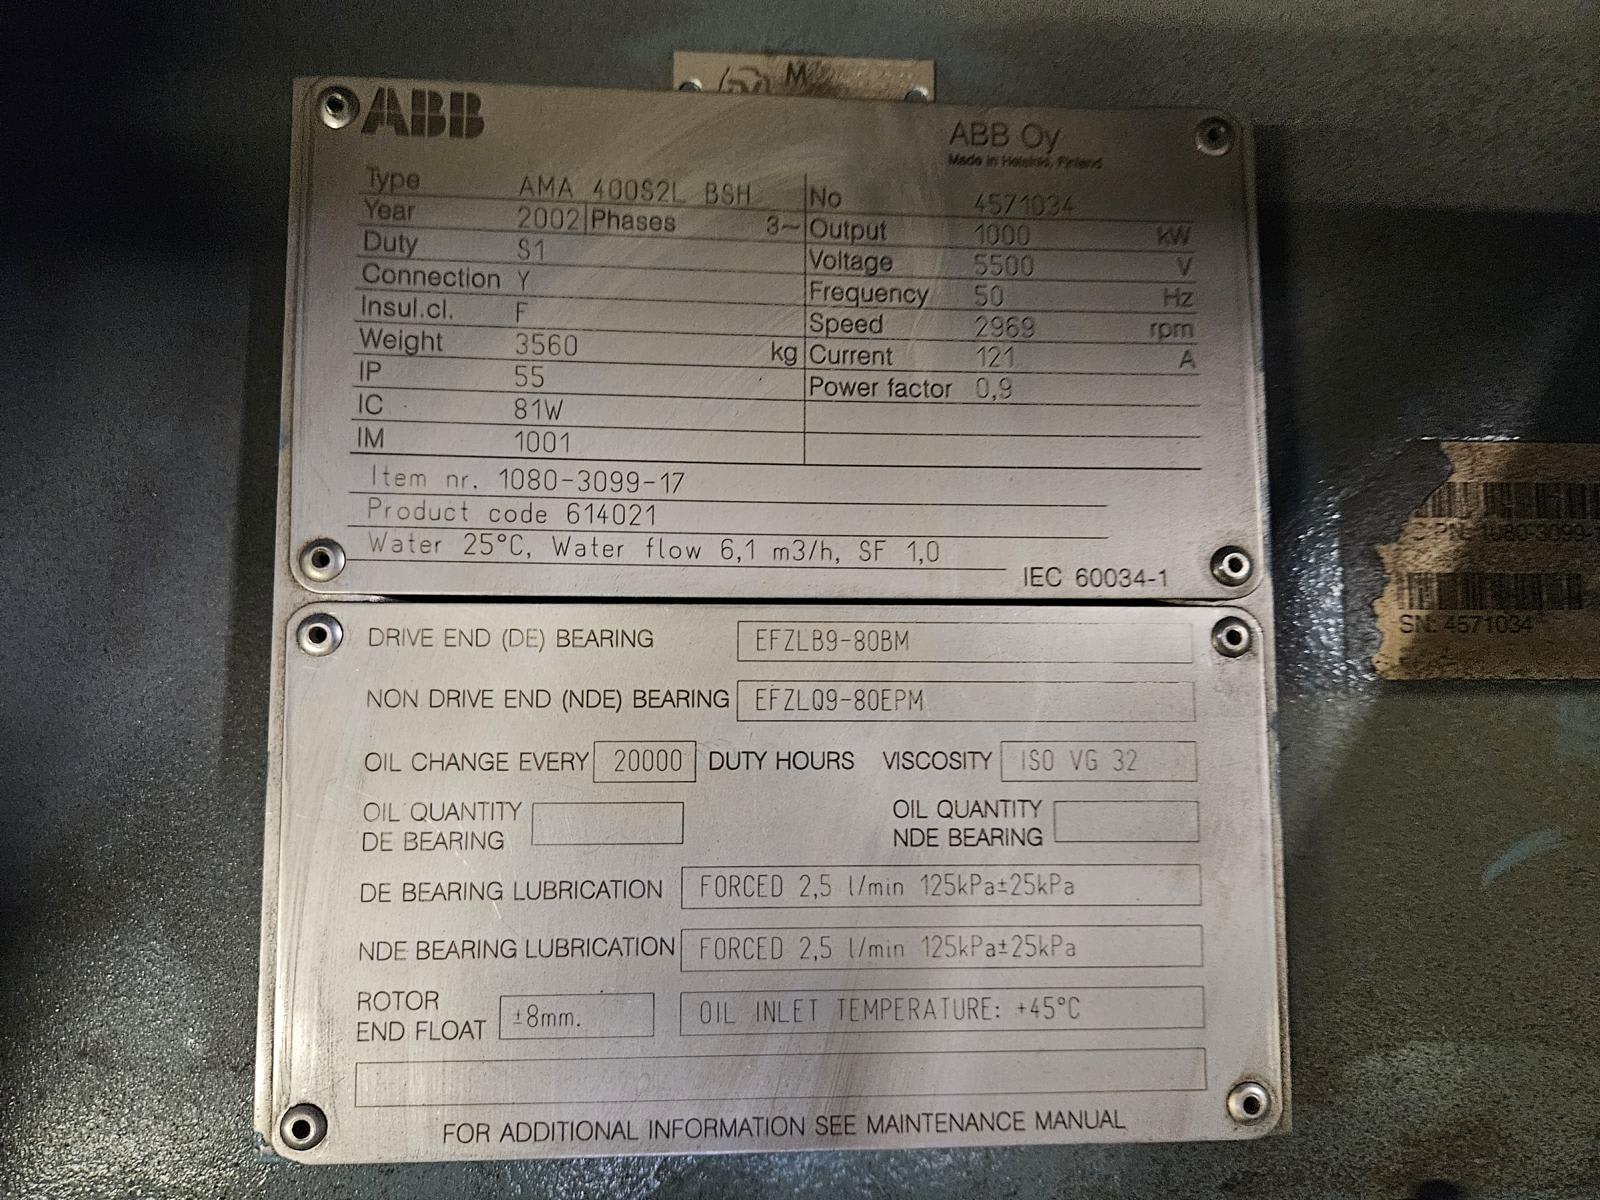 M
ABB
ABB Oy
Made in Helsinki, Finland
Type AMA 400S2L BSH No 4571034
Year 2002 Phases 3~ Output 1000 kW
Duty S1 Voltage 5500 V
Connection Y Frequency 50 Hz
Insul.cl. F Speed 2969 rpm
Weight 3560 kg Current 121 A
IP 55 Power factor 0,9
IC 81W
IM 1001
Item nr. 1080-3099-17
Product code 614021
Water 25°C, Water flow 6,1 m3/h, SF 1,0
IEC 60034-1
DRIVE END (DE) BEARING EFZLB9-80BM
NON DRIVE END (NDE) BEARING EFZLQ9-80EPM
OIL CHANGE EVERY 20000 DUTY HOURS VISCOSITY ISO VG 32
OIL QUANTITY DE BEARING
OIL QUANTITY NDE BEARING
DE BEARING LUBRICATION FORCED 2,5 l/min 125kPa±25kPa
NDE BEARING LUBRICATION FORCED 2,5 l/min 125kPa±25kPa
ROTOR END FLOAT ±8mm. OIL INLET TEMPERATURE: +45°C
FOR ADDITIONAL INFORMATION SEE MAINTENANCE MANUAL
PN: 1080-3099-
SN: 4571034